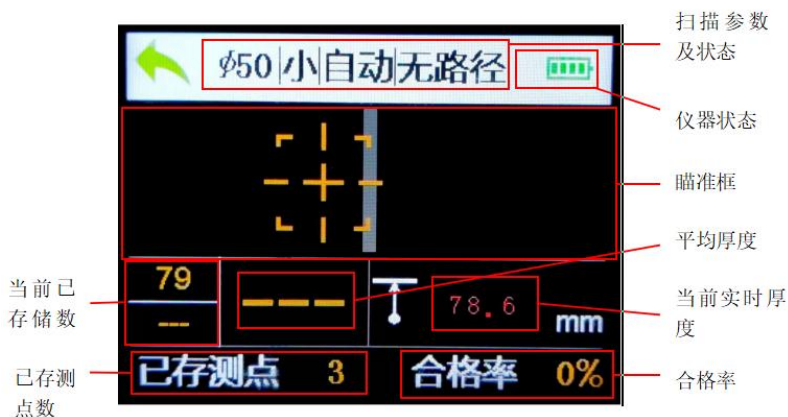 扫描参数
及状态
ϕ50|小|自动|无路径
仪器状态
瞄准框
平均厚度
当前已
存储数
79
---
---
78.6
mm
当前实时厚
度
已存测点 3
合格率 0%
已存测
点数
合格率